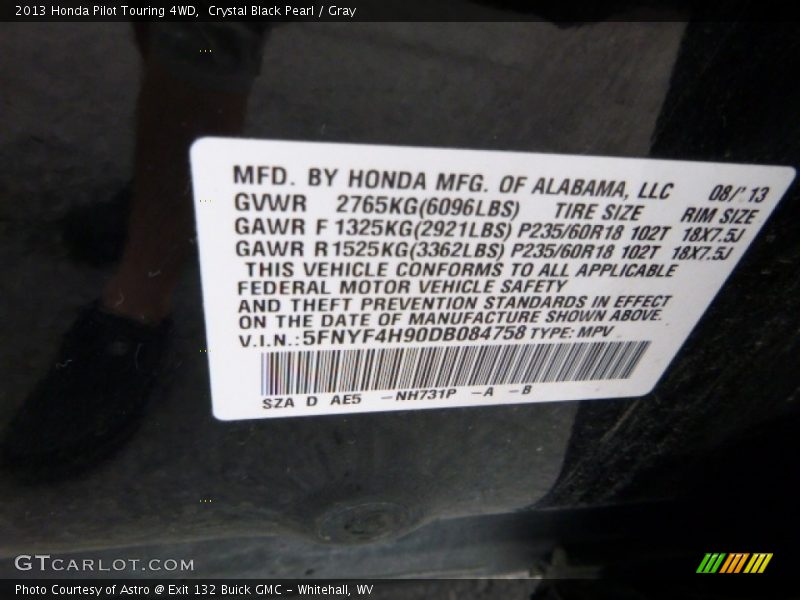 2013 Honda Pilot Touring 4WD, Crystal Black Pearl / Gray
MFD. BY HONDA MFG. OF ALABAMA, LLC 08/'13
GVWR 2765KG(6096LBS) TIRE SIZE RIM SIZE
GAWR F 1325KG(2921LBS) P235/60R18 102T 18X7.5J
GAWR R 1525KG(3362LBS) P235/60R18 102T 18X7.5J
THIS VEHICLE CONFORMS TO ALL APPLICABLE
FEDERAL MOTOR VEHICLE SAFETY
AND THEFT PREVENTION STANDARDS IN EFFECT
ON THE DATE OF MANUFACTURE SHOWN ABOVE.
V.I.N.:5FNYF4H90DB084758 TYPE: MPV
SZA D AE5 -NH731P -A -B
GTCARLOT.COM
Photo Courtesy of Astro @ Exit 132 Buick GMC - Whitehall, WV